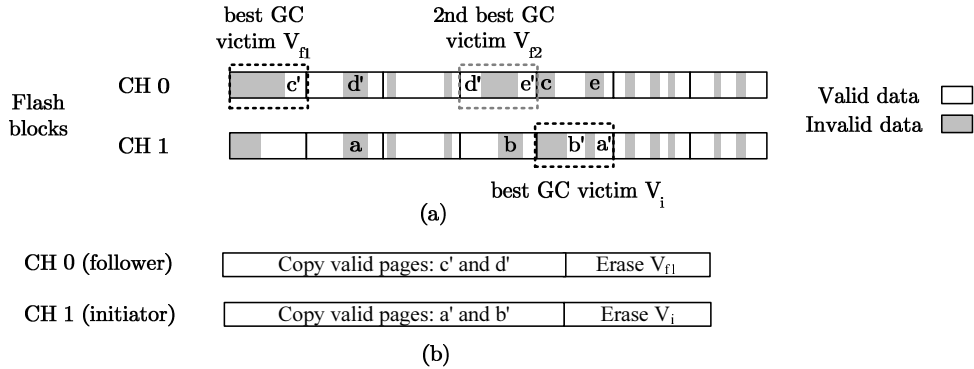 best GC
victim V_f1
2nd best GC
victim V_f2
CH 0
c' d' d' e' c e
Flash
blocks
CH 1
a b b' a'
Valid data
Invalid data
best GC victim V_i
(a)
CH 0 (follower)
Copy valid pages: c' and d'
Erase V_f1
CH 1 (initiator)
Copy valid pages: a' and b'
Erase V_i
(b)